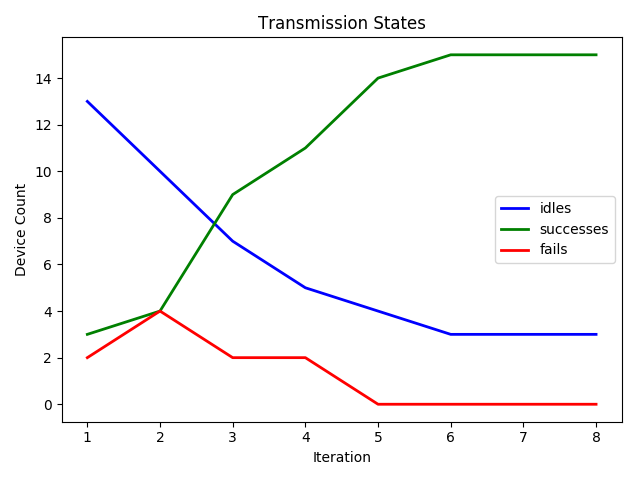 Transmission States
Device Count
14
12
10
8
6
4
2
0
idles
successes
fails
1 2 3 4 5 6 7 8
Iteration